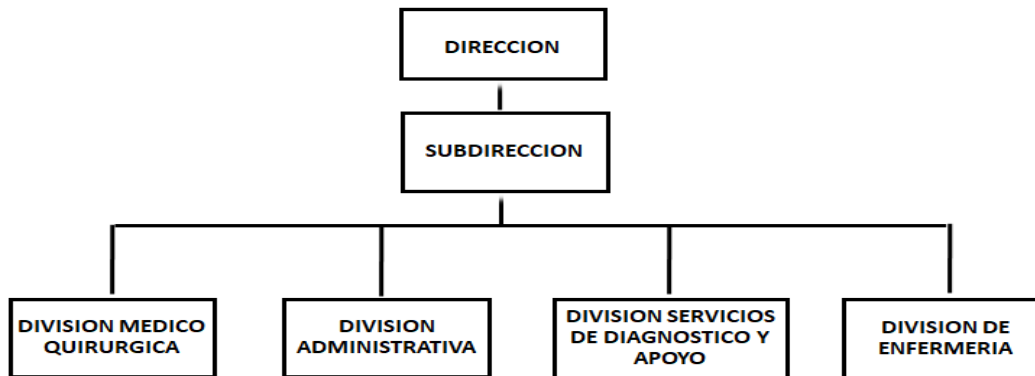 DIRECCION
SUBDIRECCION
DIVISION MEDICO
QUIRURGICA
DIVISION
ADMINISTRATIVA
DIVISION SERVICIOS
DE DIAGNOSTICO Y
APOYO
DIVISION DE
ENFERMERIA